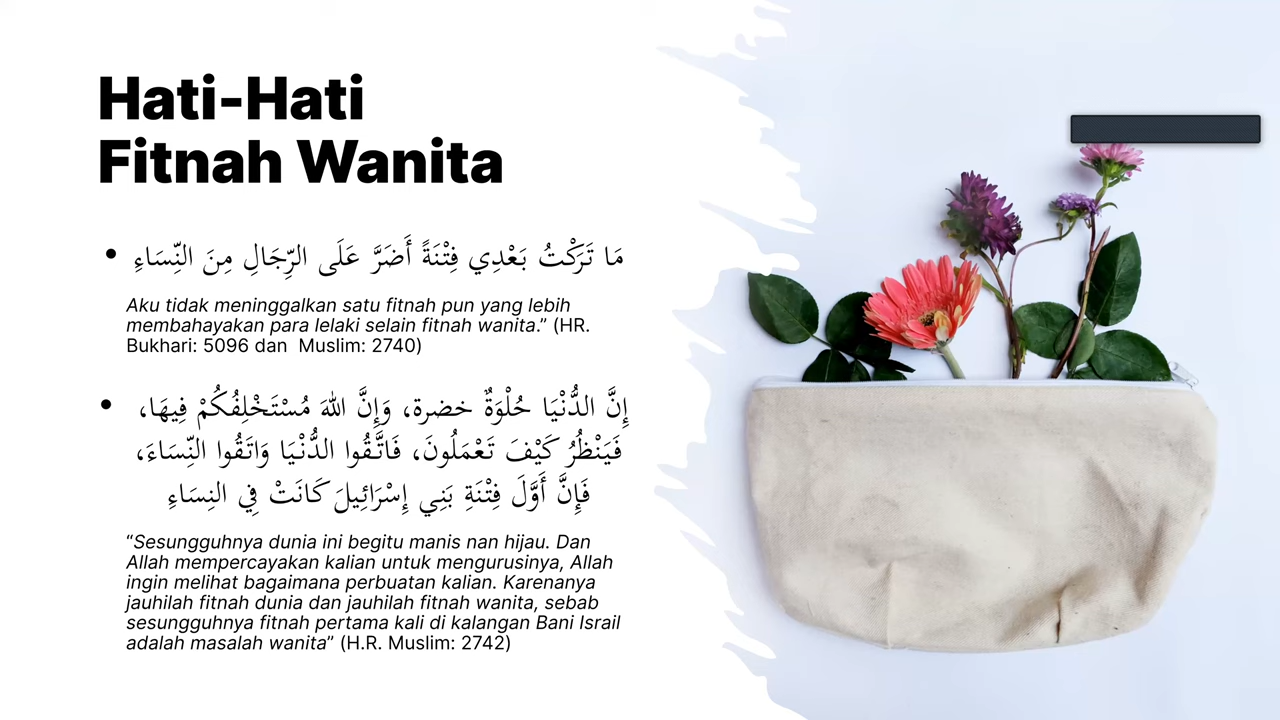 Hati-Hati
Fitnah Wanita
• مَا تَرَكْتُ بَعْدِي فِتْنَةً أَضَرَّ عَلَى الرِّجَالِ مِنَ النِّسَاءِ
Aku tidak meninggalkan satu fitnah pun yang lebih
membahayakan para lelaki selain fitnah wanita.” (HR.
Bukhari: 5096 dan  Muslim: 2740)
• إِنَّ الدُّنْيَا حُلْوَةٌ خضرة، وَإِنَّ اللهَ مُسْتَخْلِفُكُمْ فِيهَا،
فَيَنْظُرُ كَيْفَ تَعْمَلُونَ، فَاتَّقُوا الدُّنْيَا وَاتَقُوا النِّسَاءَ،
فَإِنَّ أَوَّلَ فِتْنَةِ بَنِي إِسْرَائِيلَ كَانَتْ فِي النِسَاءِ
“Sesungguhnya dunia ini begitu manis nan hijau. Dan
Allah mempercayakan kalian untuk mengurusinya, Allah
ingin melihat bagaimana perbuatan kalian. Karenanya
jauhilah fitnah dunia dan jauhilah fitnah wanita, sebab
sesungguhnya fitnah pertama kali di kalangan Bani Israil
adalah masalah wanita” (H.R. Muslim: 2742)